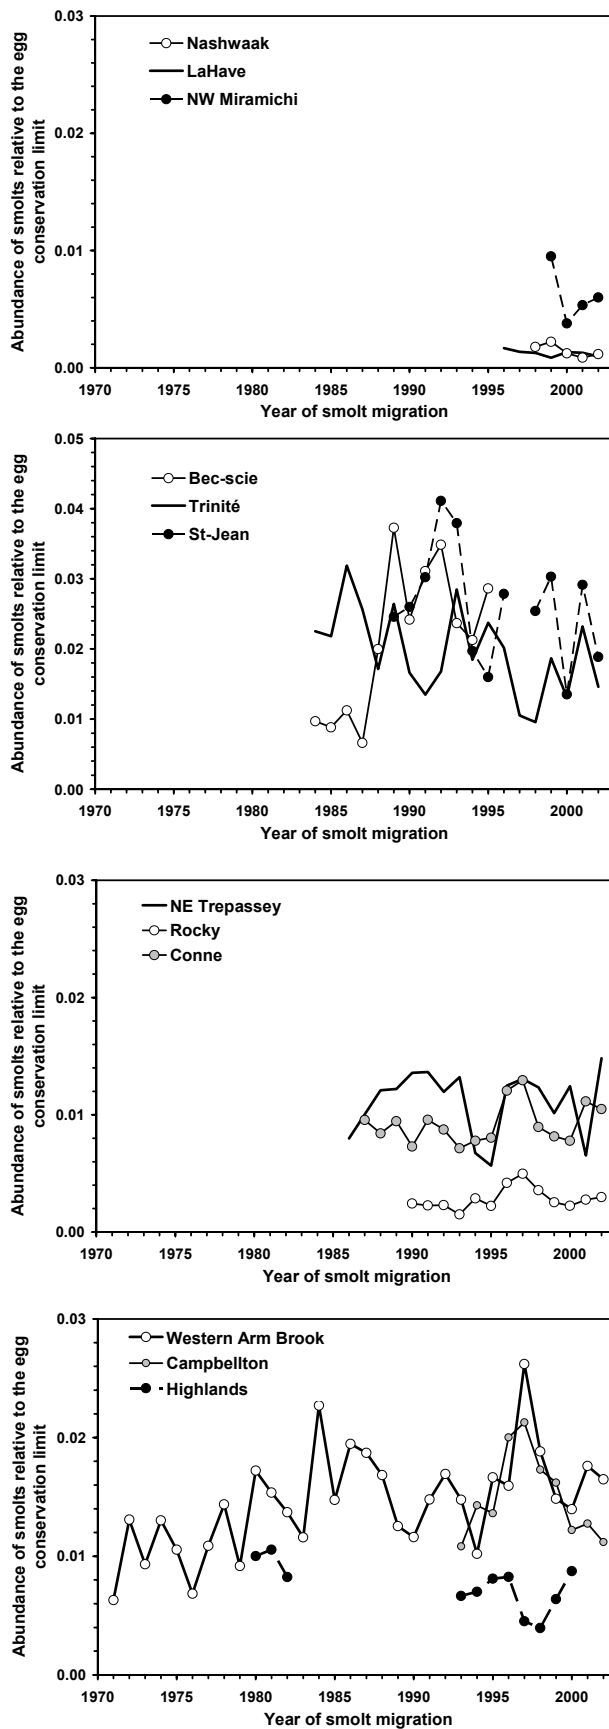 Abundance of smolts relative to the egg
conservation limit
0.03
0.02
0.01
0.00
Nashwaak
LaHave
NW Miramichi
1970 1975 1980 1985 1990 1995 2000
Year of smolt migration
Abundance of smolts relative to the egg
conservation limit
0.05
0.04
0.03
0.02
0.01
0.00
Bec-scie
Trinité
St-Jean
1970 1975 1980 1985 1990 1995 2000
Year of smolt migration
Abundance of smolts relative to the egg
conservation limit
0.03
0.02
0.01
0.00
NE Trepassey
Rocky
Conne
1970 1975 1980 1985 1990 1995 2000
Year of smolt migration
Abundance of smolts relative to the egg
conservation limit
0.03
0.02
0.01
0.00
Western Arm Brook
Campbellton
Highlands
1970 1975 1980 1985 1990 1995 2000
Year of smolt migration